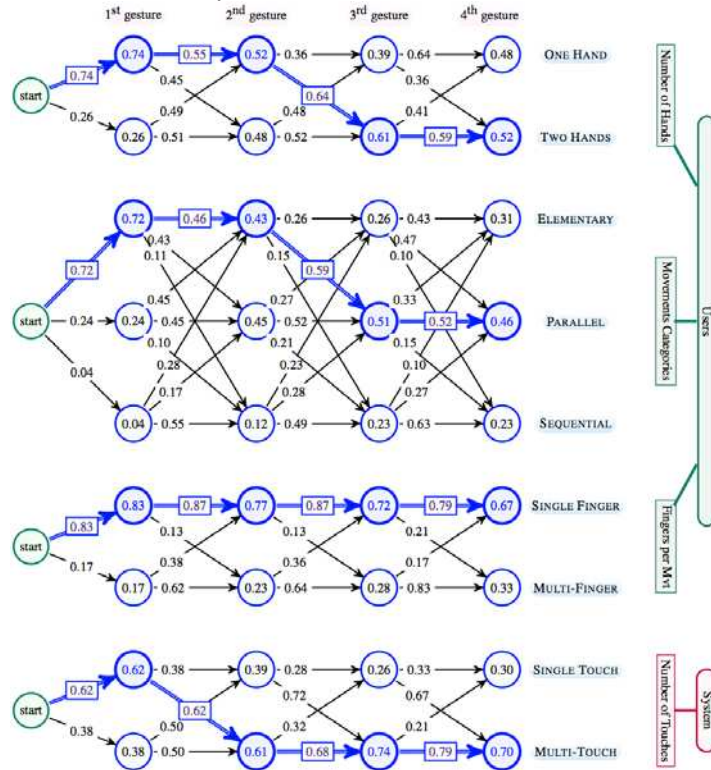 1st gesture 2nd gesture 3rd gesture 4th gesture
0.74 0.55 0.52 0.36 0.39 0.64 0.48 ONE HAND
0.74 0.45 0.64 0.36
start
0.26 0.49 0.48 0.41
0.26 0.51 0.48 0.52 0.61 0.59 0.52 TWO HANDS
Number of Hands
0.72 0.46 0.43 0.26 0.26 0.43 0.31 ELEMENTARY
0.43 0.47
0.11 0.15 0.10
0.72 0.59
0.45 0.27 0.33
start 0.24 0.24 0.45 0.45 0.52 0.51 0.52 0.46 PARALLEL
0.10 0.21 0.15
0.04 0.28 0.23 0.10
0.17 0.28 0.27
0.04 0.55 0.12 0.49 0.23 0.63 0.23 SEQUENTIAL
Movements Categories
Users
0.83 0.87 0.77 0.87 0.72 0.79 0.67 SINGLE FINGER
0.83 0.13 0.13 0.21
start
0.17 0.38 0.36 0.17
0.17 0.62 0.23 0.64 0.28 0.83 0.33 MULTI-FINGER
Fingers per Mvt
0.62 0.38 0.39 0.28 0.26 0.33 0.30 SINGLE TOUCH
0.62 0.62 0.72 0.67
start
0.38 0.50 0.32 0.21
0.38 0.50 0.61 0.68 0.74 0.79 0.70 MULTI-TOUCH
Number of Touches
System